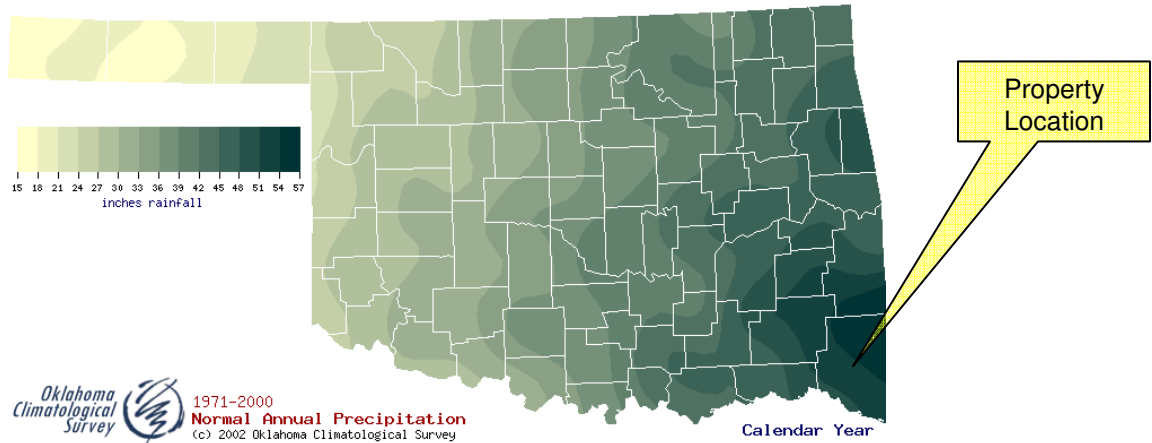 Property
Location
15 18 21 24 27 30 33 36 39 42 45 48 51 54 57
inches rainfall
Oklahoma
Climatological
Survey
1971-2000
Normal Annual Precipitation
(c) 2002 Oklahoma Climatological Survey
Calendar Year